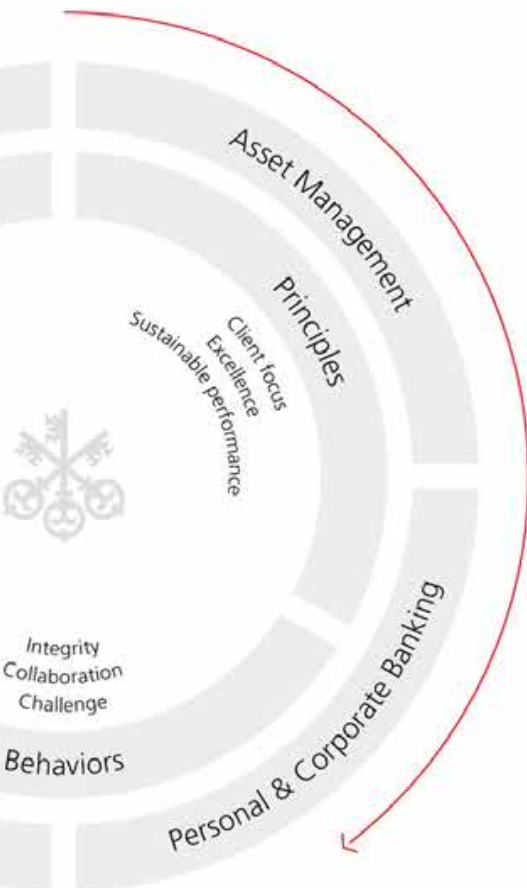 Asset Management
Principles
Client focus
Excellence
Sustainable performance
Integrity
Collaboration
Challenge
Behaviors
Personal & Corporate Banking